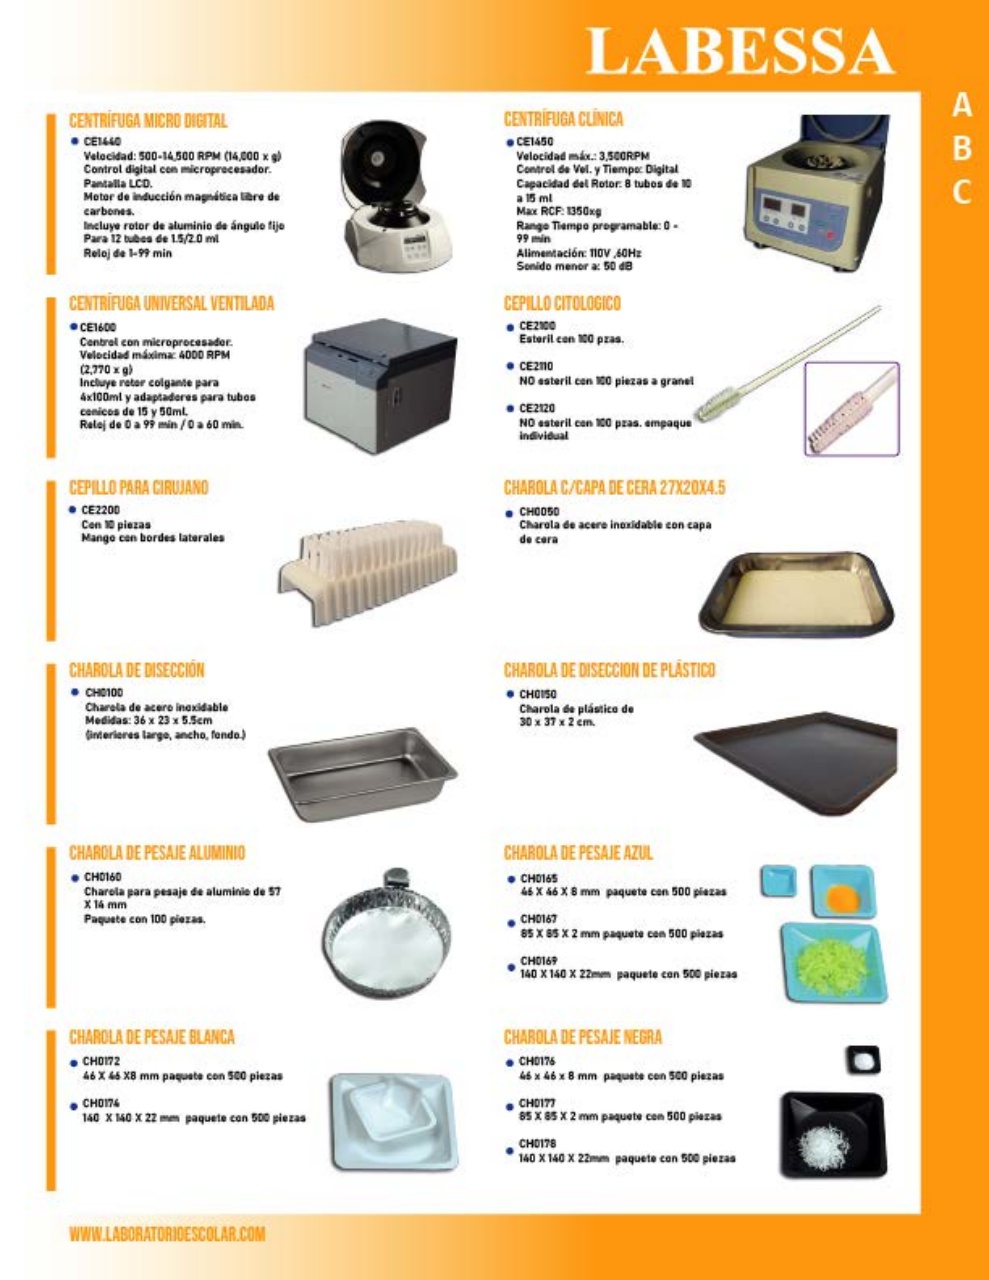 LABESSA
A
B
C
CENTRÍFUGA MICRO DIGITAL
CE1440
Velocidad: 500-14,500 RPM (14,000 x g)
Control digital con microprocesador.
Pantalla LCD.
Motor de inducción magnética libre de
carbones.
Incluye rotor de aluminio de ángulo fijo
Para 12 tubos de 1.5/2.0 ml
Reloj de 1-99 min
CENTRÍFUGA CLÍNICA
CE1450
Velocidad máx.: 3,500RPM
Control de Vel. y Tiempo: Digital
Capacidad del Rotor: 8 tubos de 10
a 15 ml
Max RCF: 1350xg
Rango Tiempo programable: 0 -
99 min
Alimentación: 110V ,60Hz
Sonido menor a: 50 dB
CENTRÍFUGA UNIVERSAL VENTILADA
CE1600
Control con microprocesador.
Velocidad máxima: 4000 RPM
(2,770 x g)
Incluye rotor colgante para
4x100ml y adaptadores para tubos
conicos de 15 y 50ml.
Reloj de 0 a 99 min / 0 a 60 min.
CEPILLO CITOLOGICO
CE2100
Esteril con 100 pzas.
CE2110
NO esteril con 100 piezas a granel
CE2120
NO esteril con 100 pzas. empaque
individual
CEPILLO PARA CIRUJANO
CE2200
Con 10 piezas
Mango con bordes laterales
CHAROLA C/CAPA DE CERA 27X20X4.5
CH0050
Charola de acero inoxidable con capa
de cera
CHAROLA DE DISECCIÓN
CH0100
Charola de acero inoxidable
Medidas: 36 x 23 x 5.5cm
(interiores largo, ancho, fondo.)
CHAROLA DE DISECCION DE PLÁSTICO
CH0150
Charola de plástico de
30 x 37 x 2 cm.
CHAROLA DE PESAJE ALUMINIO
CH0160
Charola para pesaje de aluminio de 57
X 14 mm
Paquete con 100 piezas.
CHAROLA DE PESAJE AZUL
CH0165
46 X 46 X 8 mm paquete con 500 piezas
CH0167
85 X 85 X 2 mm paquete con 500 piezas
CH0169
140 X 140 X 22mm paquete con 500 piezas
CHAROLA DE PESAJE BLANCA
CH0172
46 X 46 X8 mm paquete con 500 piezas
CH0174
140 X 140 X 22 mm paquete con 500 piezas
CHAROLA DE PESAJE NEGRA
CH0176
46 x 46 x 8 mm paquete con 500 piezas
CH0177
85 X 85 X 2 mm paquete con 500 piezas
CH0178
140 X 140 X 22mm paquete con 500 piezas
WWW.LABORATORIOESCOLAR.COM